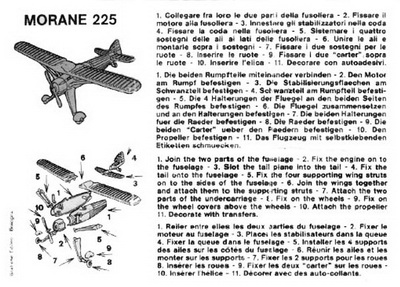 MORANE 225
1. Collegare fra loro le due parti della fusoliera - 2. Fissare il
motore alla fusoliera - 3. Innestare gli stabilizzatori nella coda
4. Fissare la coda nella fusoliera - 5. Sistemare i quattro
sostegni delle ali ai lati della fusoliera - 6. Unire le ali e
montarle sopra i sostegni - 7. Fissare i due sostegni per le
ruote - 8. Inserire le ruote - 9. Fissare i due "carter" sopra
le ruote - 10. Inserire l'elica - 11. Decorare con autoadesivi.
1. Die beiden Rumpfteile miteinander verbinden - 2. Den Motor
am Rumpf befestigen - 3. Die Stabilisierungsflaechen am
Schwanzteil befestigen - 4. Schwanzteil am Rumpfteil befesti-
gen - 5. Die 4 Halterungen der Fluegel an den beiden Seiten
des Rumpfes befestigen - 6. Die Fluegel zusammensetzen
und an den Halterungen befestigen - 7. Die beiden Halterungen
fuer die Raeder befestigen - 8. Die Raeder befestigen - 9. Die
beiden "Carter" ueber den Raedern befestigen - 10. Den
Propeller befestigen - 11. Das Flugzeug mit selbstklebenden
Etiketten schmuecken.
1. Join the two parts of the fuselage - 2. Fix the engine on to
the fuselage - 3. Slot the tail plane into the tail - 4. Fix the
tail onto the fuselage - 5. Fix the four supporting wing struts
on to the sides of the fuselage - 6. Join the wings together
and attach them to the supporting struts - 7. Attach the two
parts of the undercarriage - 8. Fix on the wheels - 9. Fix on
the wheel covers above the wheels - 10. Attach the propeller
11. Decorate with transfers.
1. Relier entre elles les deux parties du fuselage - 2. Fixer le
moteur au fuselage - 3. Placer les stabilisateurs dans la queue
4. Fixer la queue dans le fuselage - 5. Installer les 4 supports
des ailes sur les côtés du fuselage - 6. Réunir les ailes et les
monter sur les supports - 7. Fixer les 2 supports pour les roues
8. Insérer les roues - 9. Fixer les deux "carter" sur les roues -
10. Insérer l'hélice - 11. Décorer avec des auto-collants.
4
3
6
5
2
1
10
9
8
7